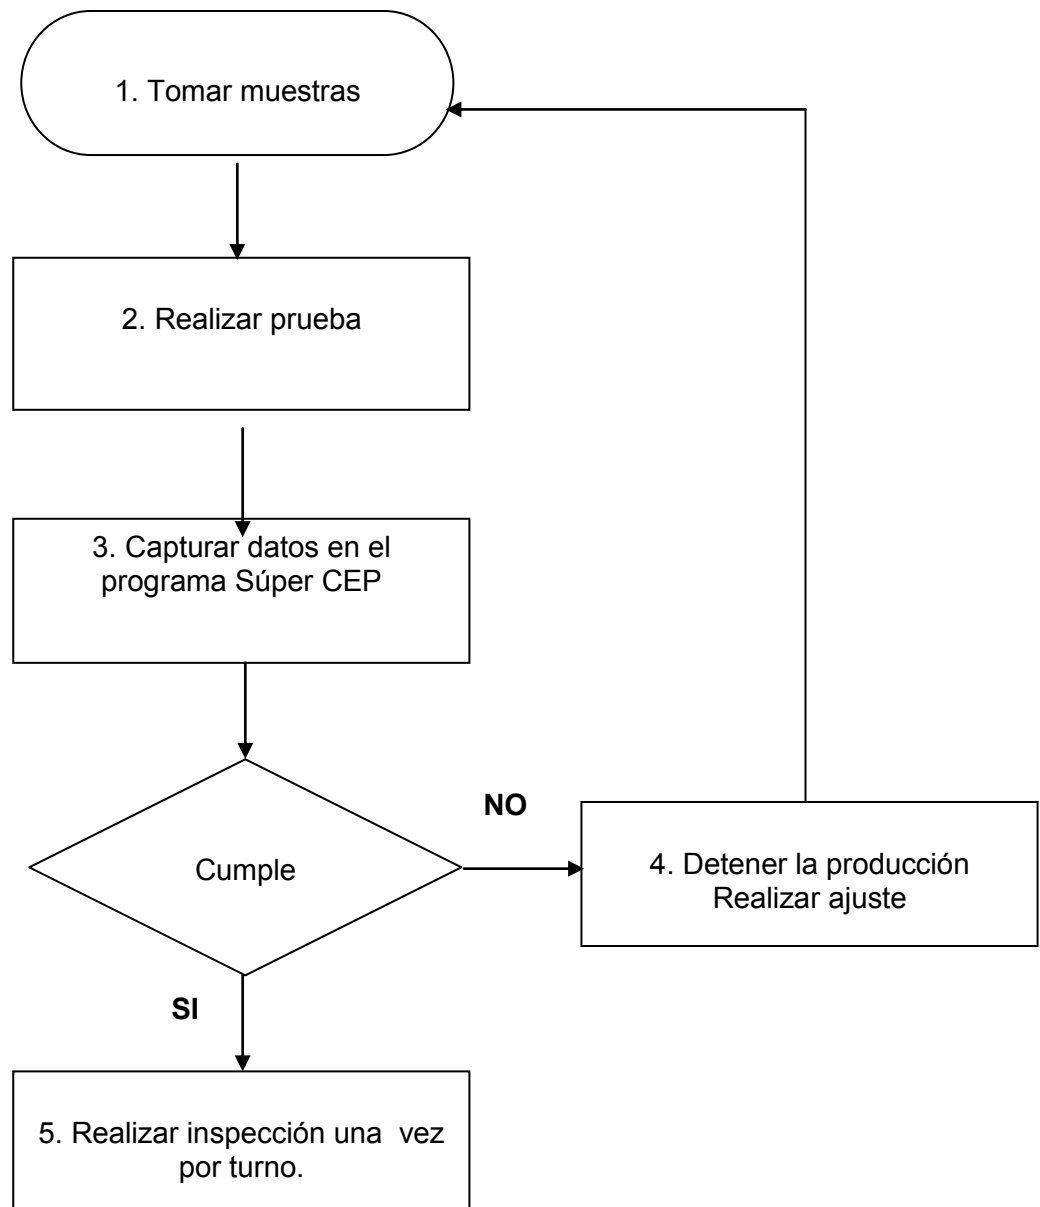 1. Tomar muestras
2. Realizar prueba
3. Capturar datos en el
programa Súper CEP
Cumple
NO
4. Detener la producción
Realizar ajuste
SI
5. Realizar inspección una  vez
por turno.